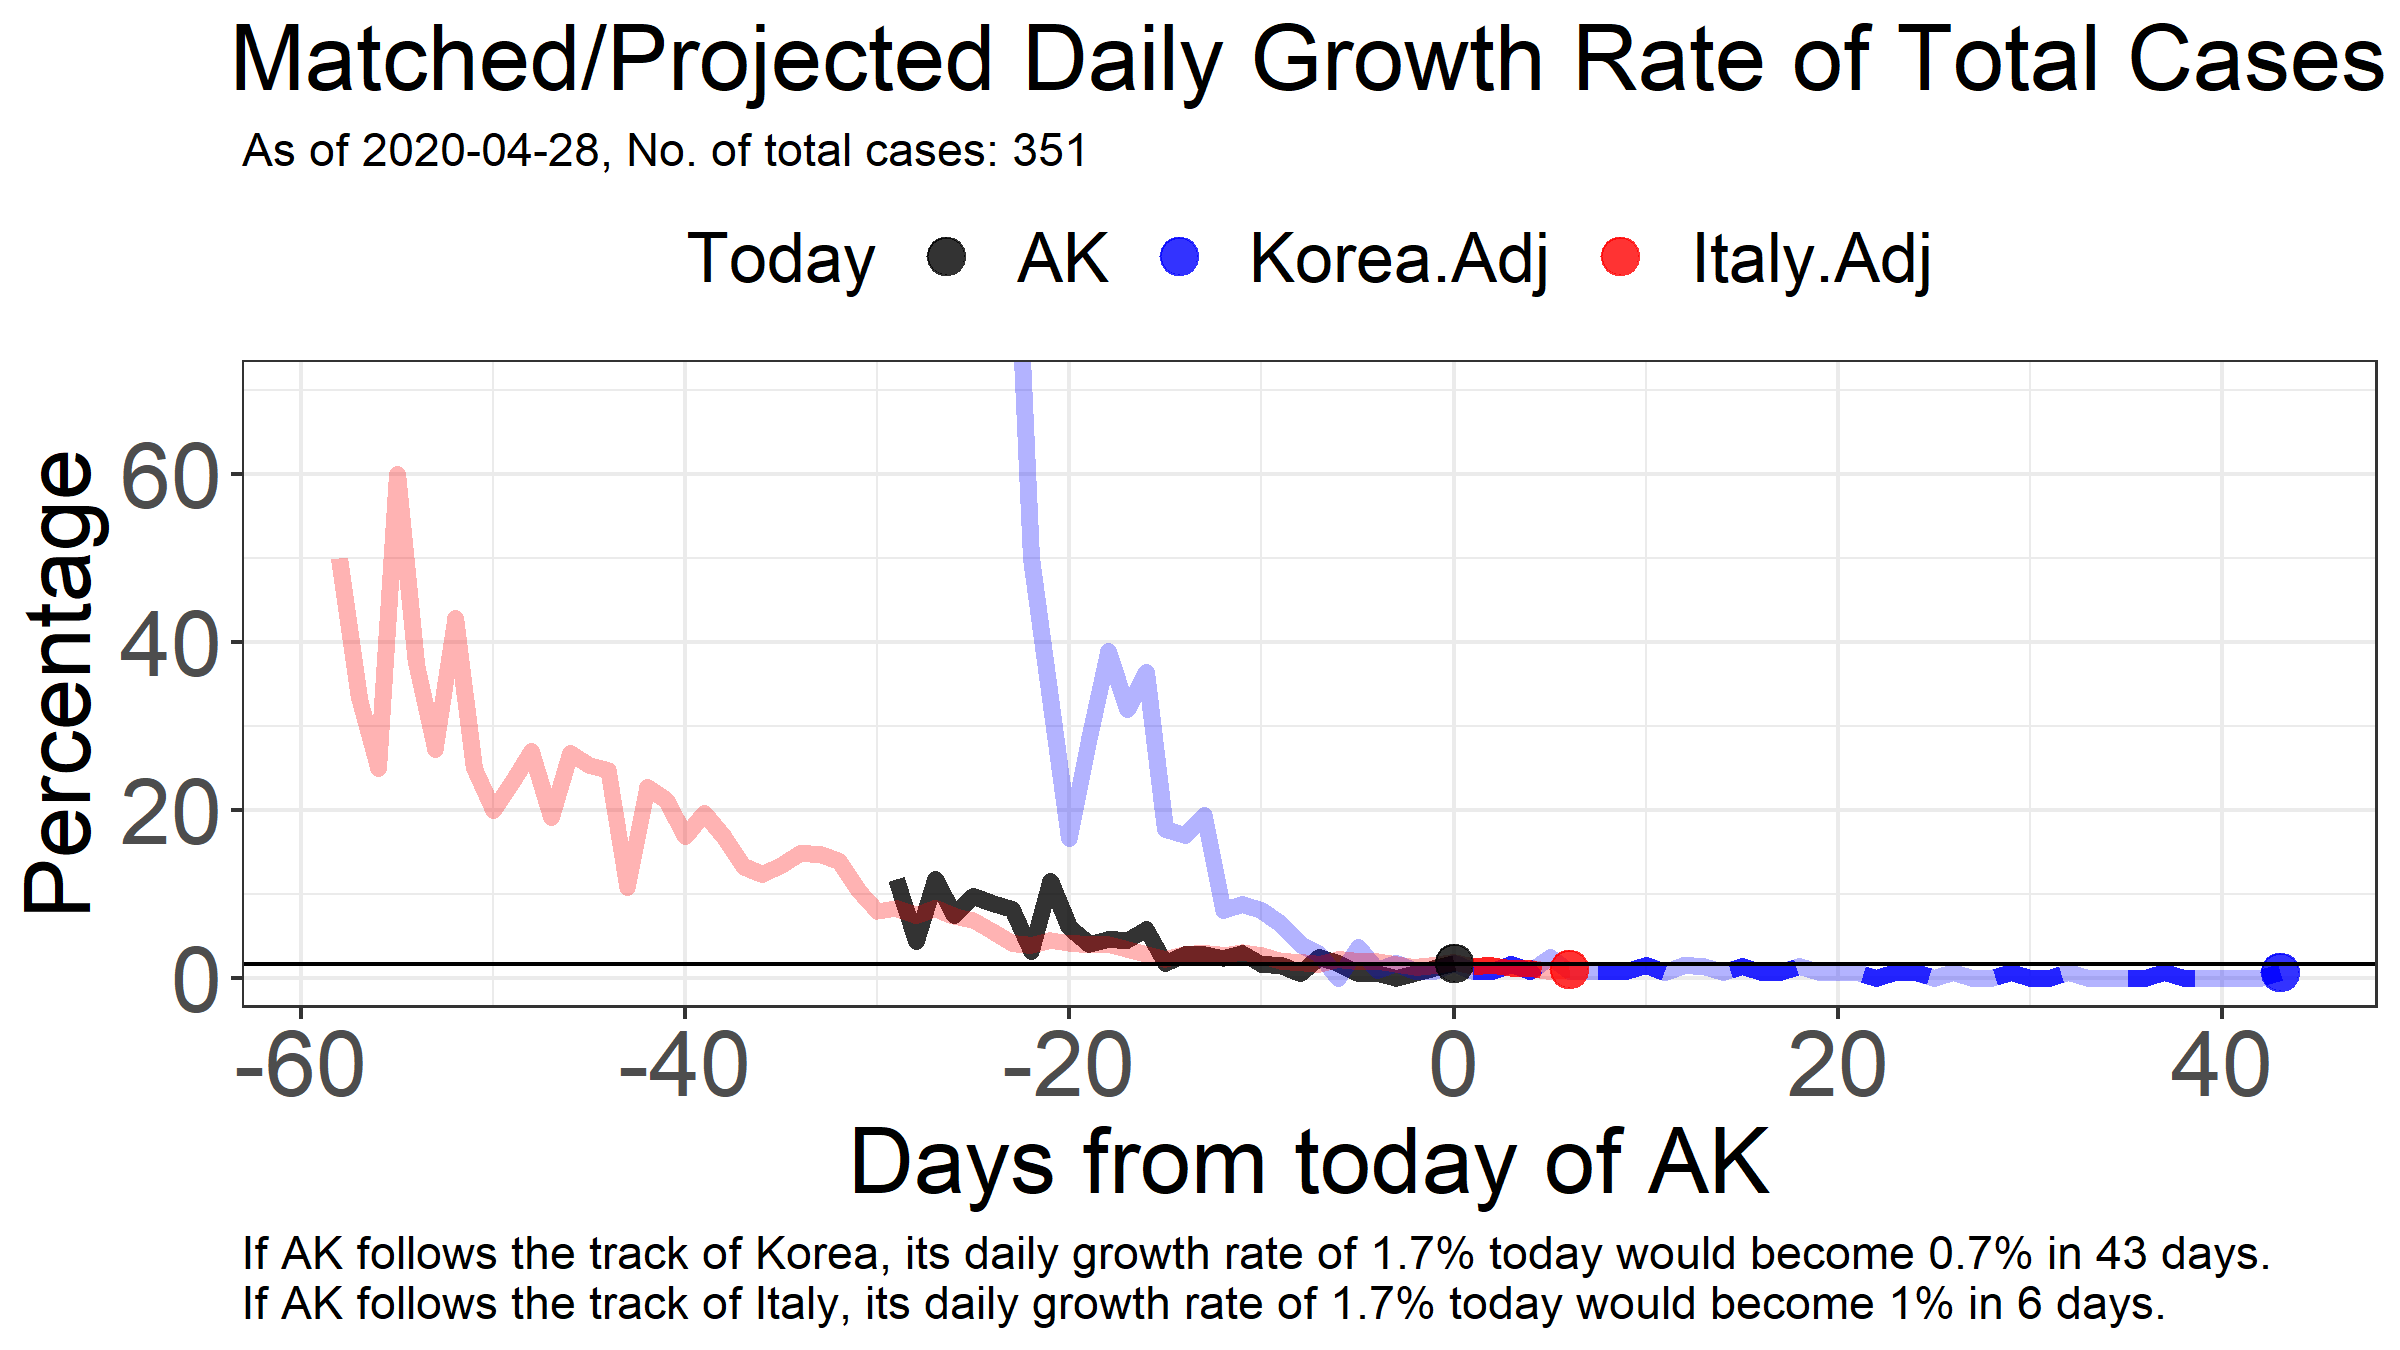 Matched/Projected Daily Growth Rate of Total Cases
As of 2020-04-28, No. of total cases: 351
Today AK Korea.Adj Italy.Adj
Percentage
60
40
20
0
-60 -40 -20 0 20 40
Days from today of AK
If AK follows the track of Korea, its daily growth rate of 1.7% today would become 0.7% in 43 days.
If AK follows the track of Italy, its daily growth rate of 1.7% today would become 1% in 6 days.